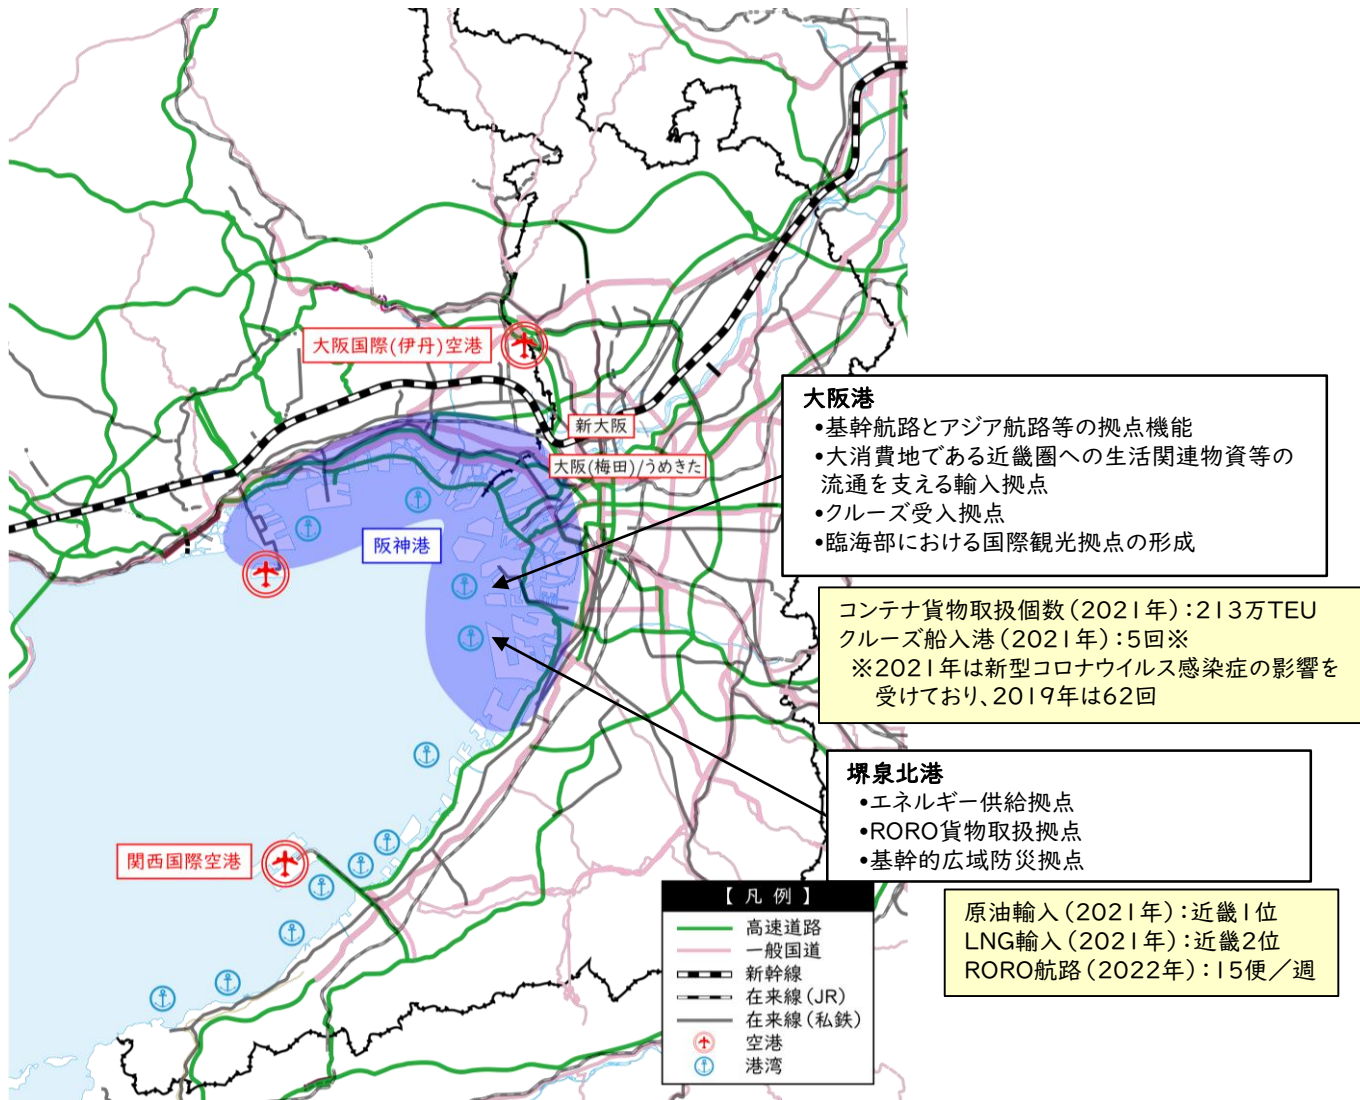 大阪国際(伊丹)空港
新大阪
大阪(梅田)/うめきた
阪神港
関西国際空港
大阪港
•基幹航路とアジア航路等の拠点機能
•大消費地である近畿圏への生活関連物資等の
流通を支える輸入拠点
•クルーズ受入拠点
•臨海部における国際観光拠点の形成
コンテナ貨物取扱個数(2021年):213万TEU
クルーズ船入港(2021年):5回※
※2021年は新型コロナウイルス感染症の影響を
受けており、2019年は62回
堺泉北港
•エネルギー供給拠点
•RORO貨物取扱拠点
•基幹的広域防災拠点
原油輸入(2021年):近畿1位
LNG輸入(2021年):近畿2位
RORO航路(2022年):15便/週
【凡例】
高速道路
一般国道
新幹線
在来線(JR)
在来線(私鉄)
空港
港湾